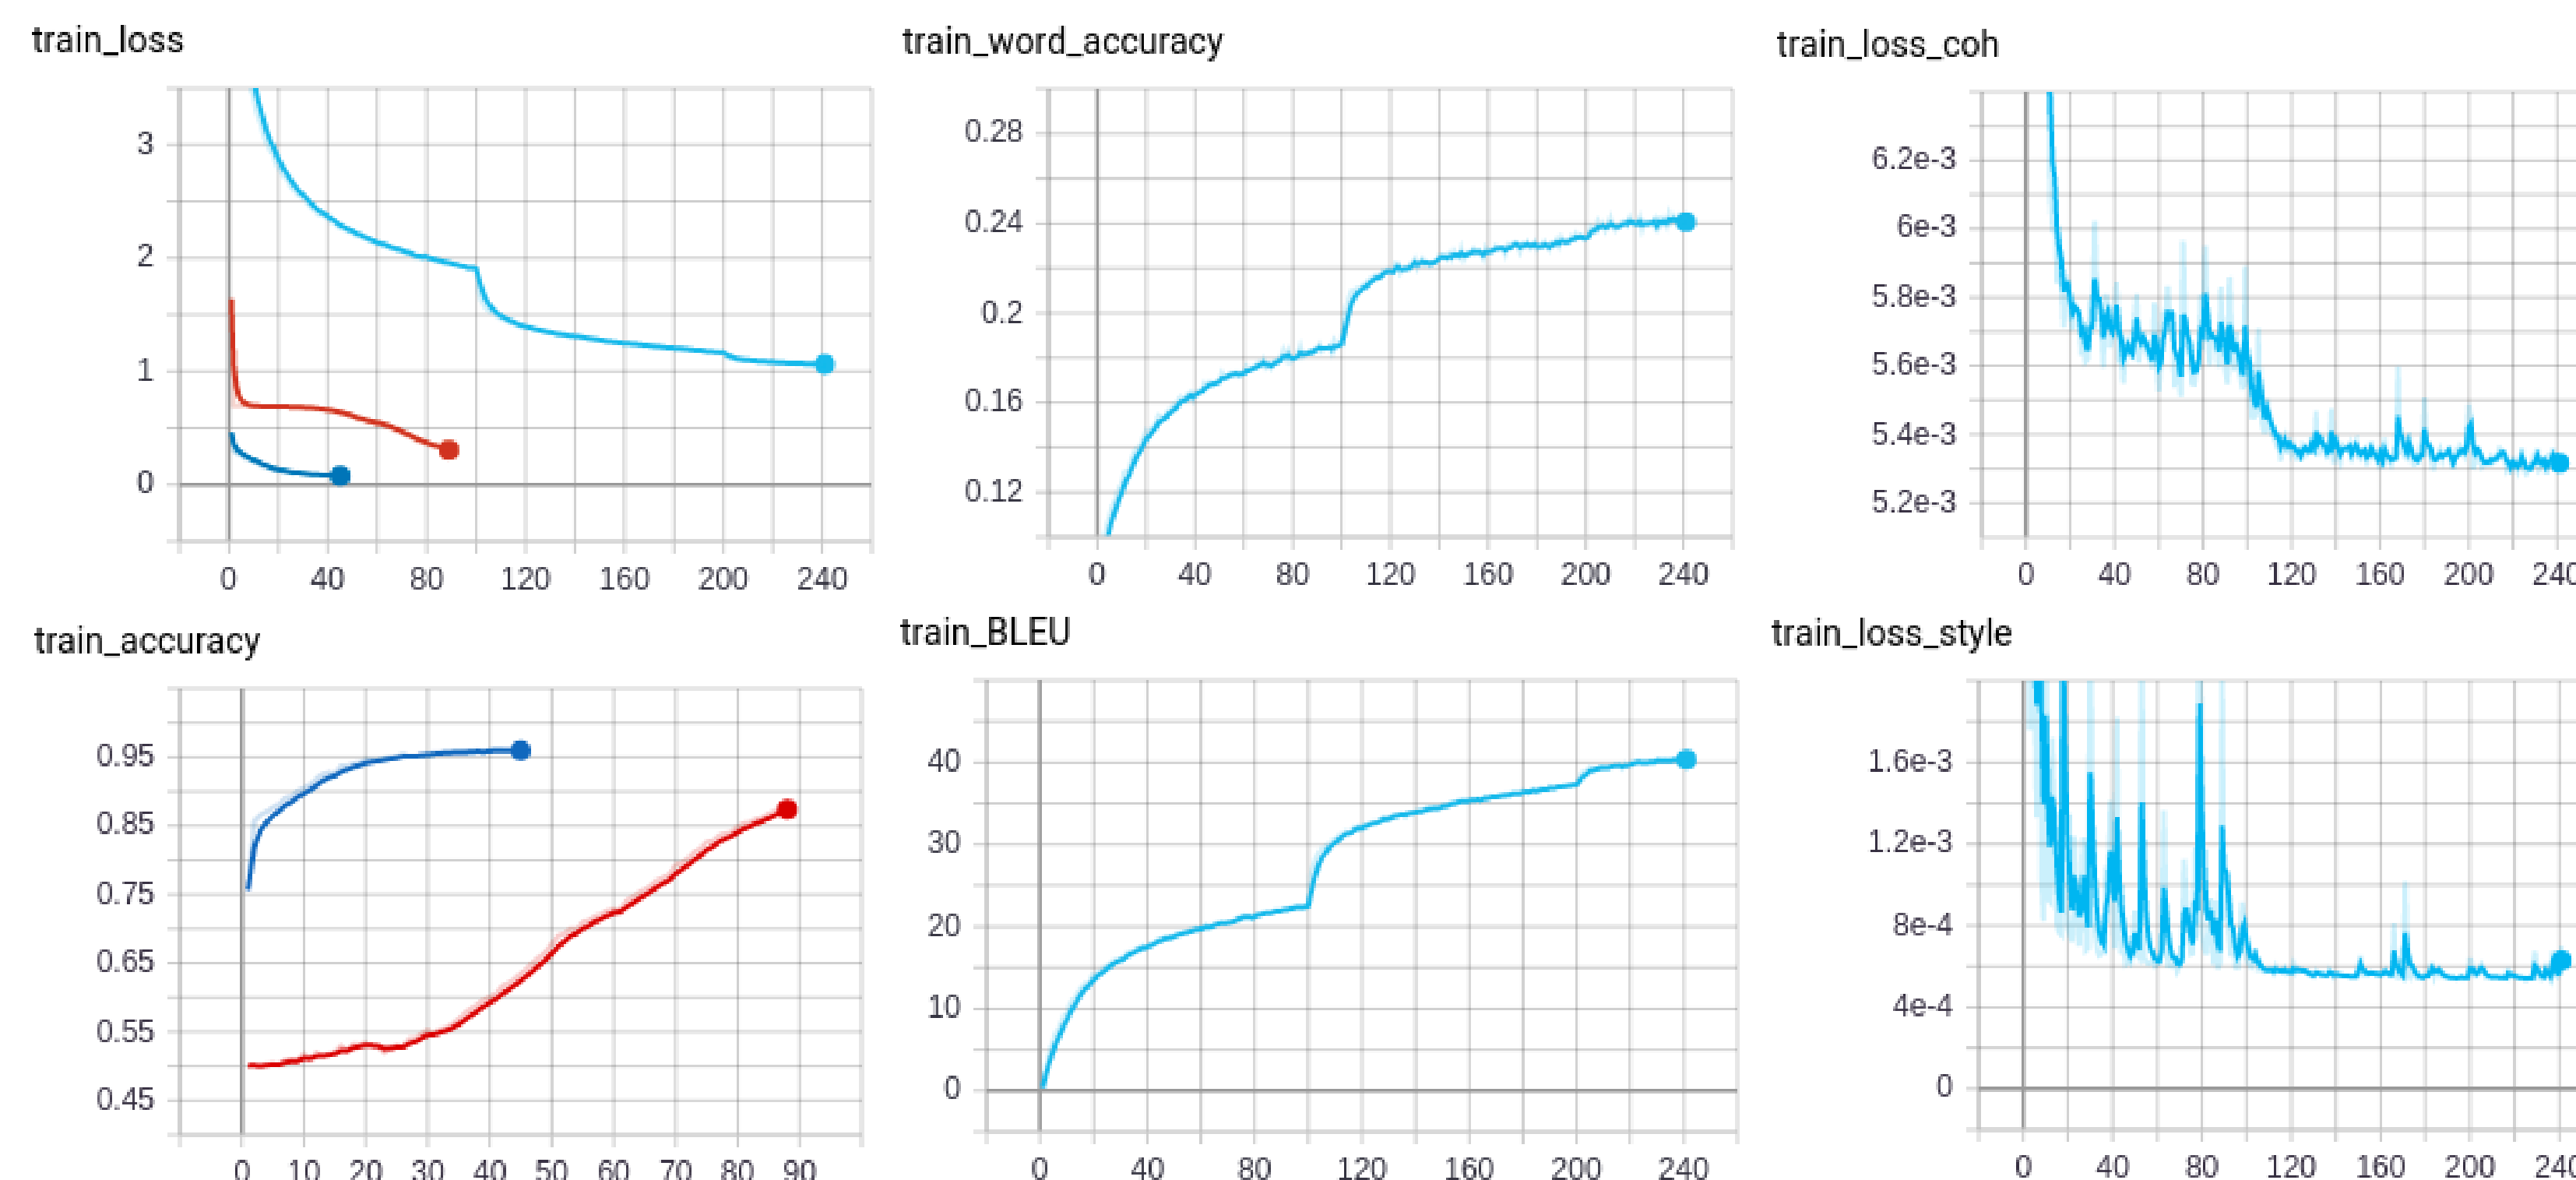 train_loss
3
2
1
0
0 40 80 120 160 200 240
train_word_accuracy
0.28
0.24
0.2
0.16
0.12
0 40 80 120 160 200 240
train_loss_coh
6.2e-3
6e-3
5.8e-3
5.6e-3
5.4e-3
5.2e-3
0 40 80 120 160 200 240
train_accuracy
0.95
0.85
0.75
0.65
0.55
0.45
0 10 20 30 40 50 60 70 80 90
train_BLEU
40
30
20
10
0
0 40 80 120 160 200 240
train_loss_style
1.6e-3
1.2e-3
8e-4
4e-4
0
0 40 80 120 160 200 240